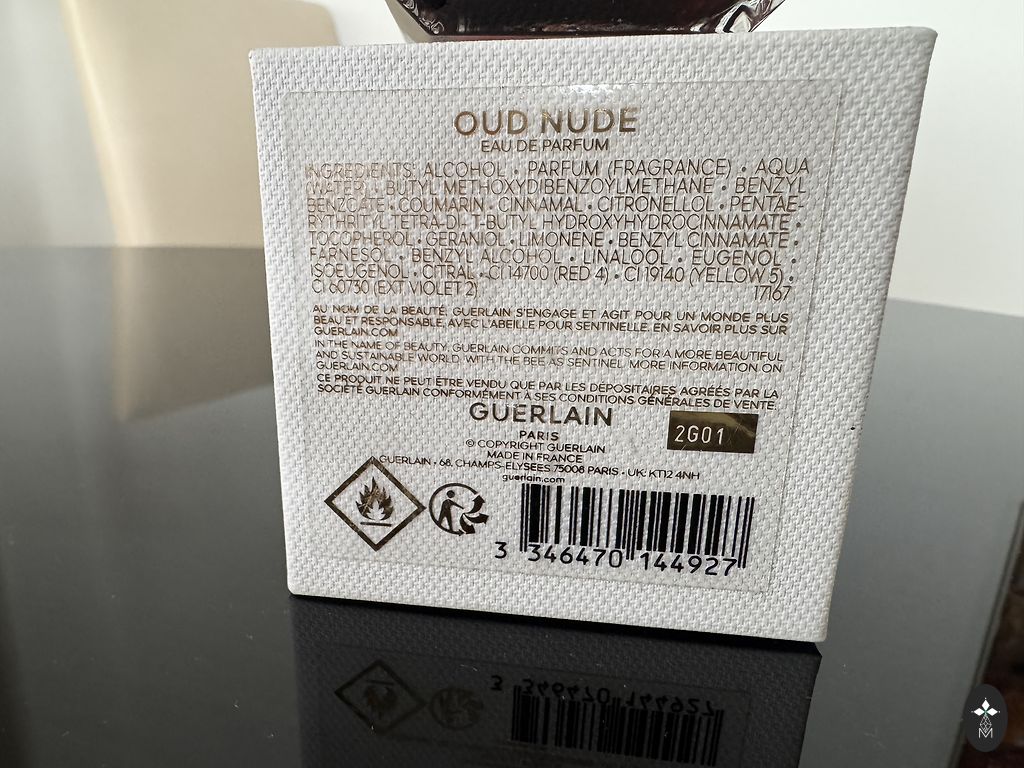 OUD NUDE
EAU DE PARFUM
INGREDIENTS: ALCOHOL • PARFUM (FRAGRANCE) • AQUA
(WATER) • BUTYL METHOXYDIBENZOYLMETHANE • BENZYL
BENZOATE • COUMARIN • CINNAMAL • CITRONELLOL • PENTAE-
RYTHRITYL TETRA-DI-T-BUTYL HYDROXYHYDROCINNAMATE •
TOCOPHEROL • GERANIOL • LIMONENE • BENZYL CINNAMATE •
FARNESOL • BENZYL ALCOHOL • LINALOOL • EUGENOL •
ISOEUGENOL • CITRAL • CI 14700 (RED 4) • CI 19140 (YELLOW 5) •
CI 60730 (EXT VIOLET 2) 17167
AU NOM DE LA BEAUTÉ, GUERLAIN S'ENGAGE ET AGIT POUR UN MONDE PLUS
BEAU ET RESPONSABLE, AVEC L'ABEILLE POUR SENTINELLE. EN SAVOIR PLUS SUR
GUERLAIN.COM
IN THE NAME OF BEAUTY, GUERLAIN COMMITS AND ACTS FOR A MORE BEAUTIFUL
AND SUSTAINABLE WORLD, WITH THE BEE AS SENTINEL. MORE INFORMATION ON
GUERLAIN.COM
CE PRODUIT NE PEUT ÊTRE VENDU QUE PAR LES DÉPOSITAIRES AGRÉÉS PAR LA
SOCIÉTÉ GUERLAIN CONFORMÉMENT À SES CONDITIONS GÉNÉRALES DE VENTE.
GUERLAIN
PARIS
2G01
© COPYRIGHT GUERLAIN
MADE IN FRANCE
GUERLAIN • 68, CHAMPS-ELYSEES 75008 PARIS • UK: KT12 4NH
guerlain.com
3 346470 144927